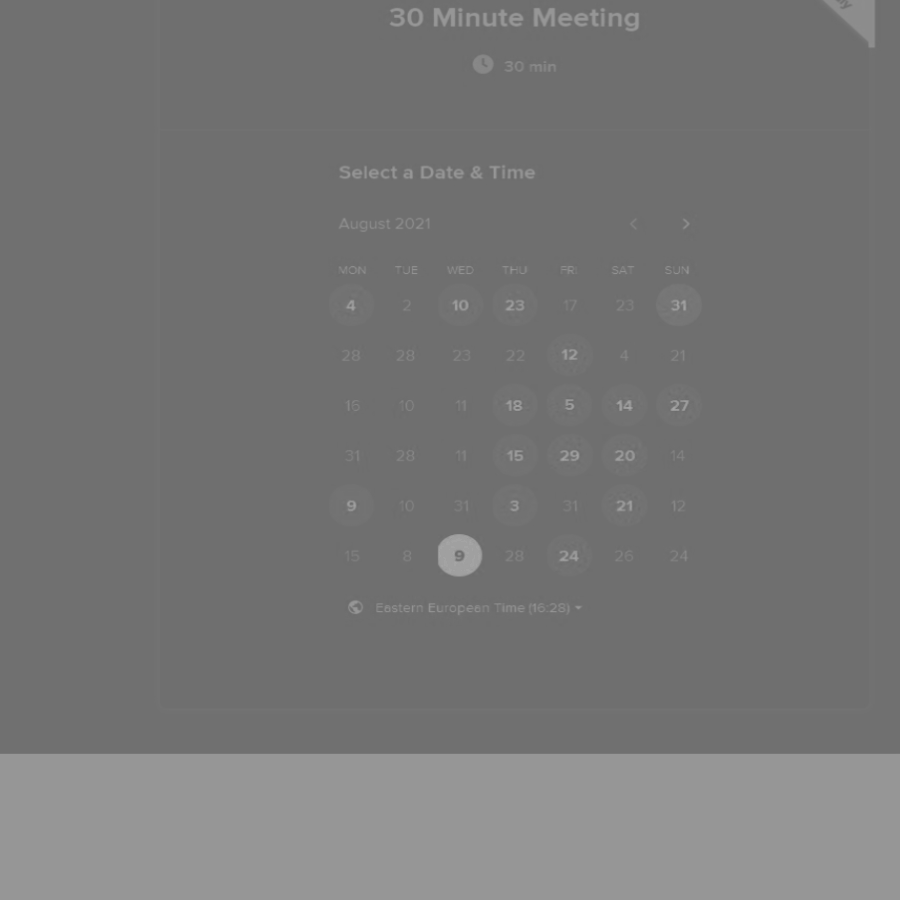 30 Minute Meeting
30 min
Select a Date & Time
August 2021
MON TUE WED THU FRI SAT SUN
4 2 10 23 17 23 31
28 28 23 22 12 4 21
16 10 11 18 5 14 27
31 28 11 15 29 20 14
9 10 31 3 31 21 12
15 8 9 28 24 26 24
Eastern European Time (16:28)